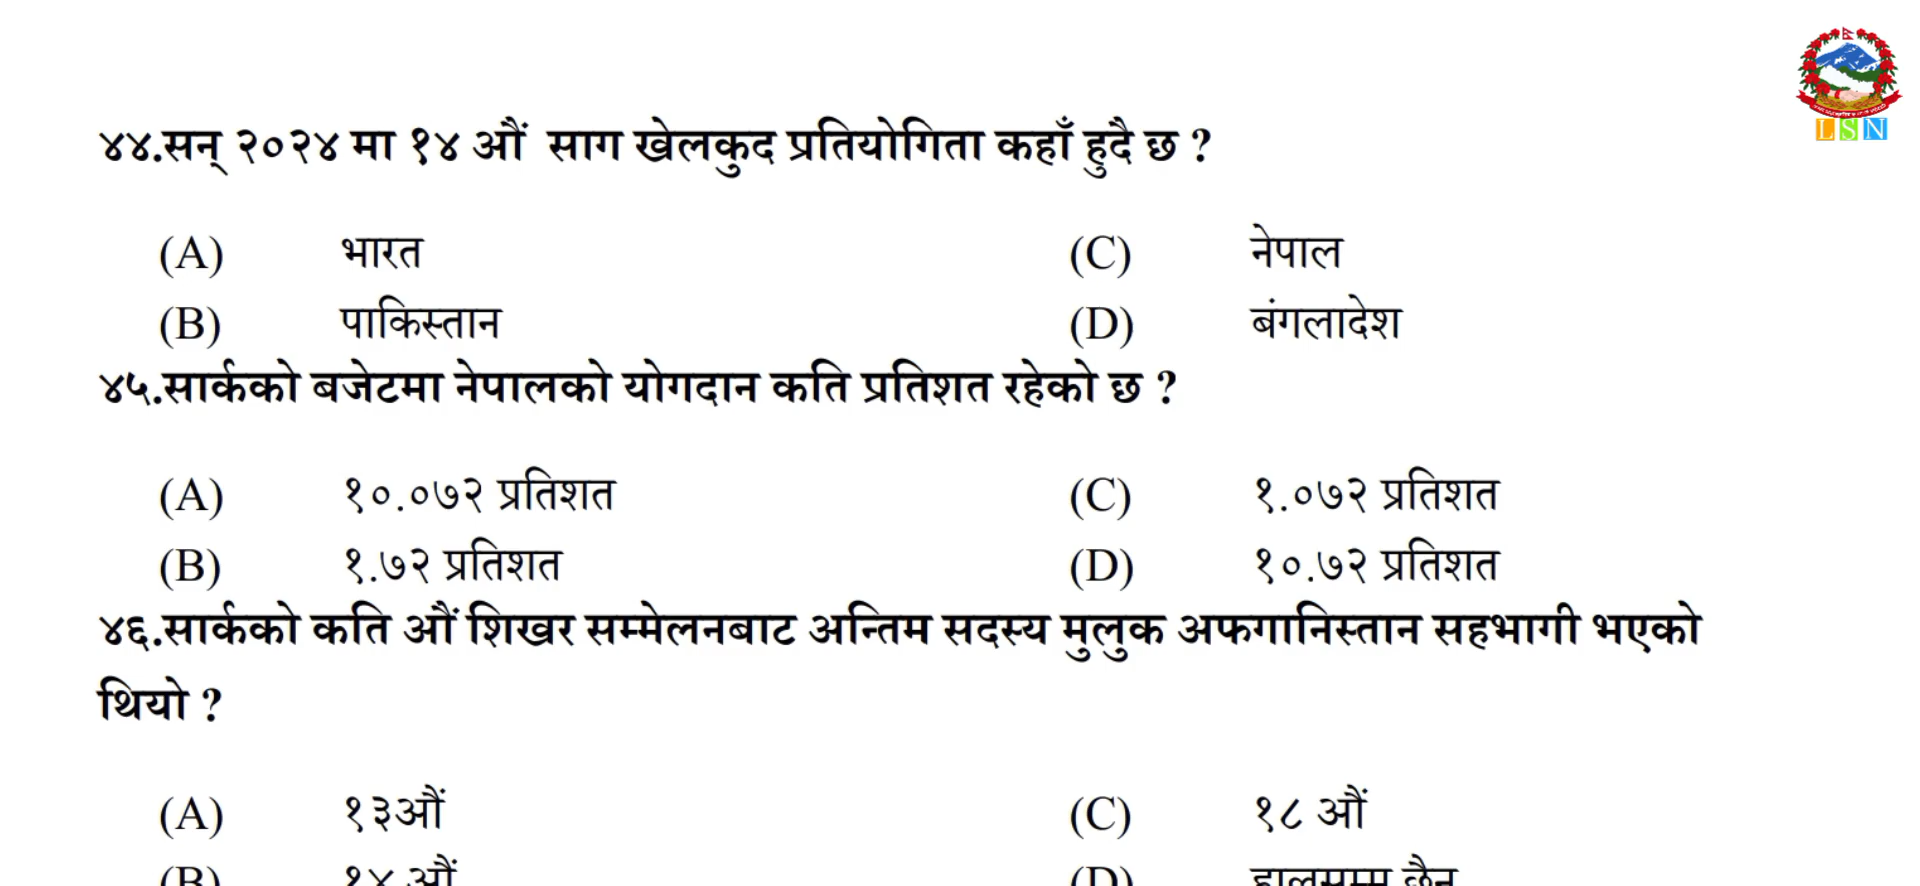 ४४.सन् २०२४ मा १४ औं साग खेलकुद प्रतियोगिता कहाँ हुदै छ ?
LSN
(A) भारत (C) नेपाल
(B) पाकिस्तान (D) बंगलादेश
४५.सार्कको बजेटमा नेपालको योगदान कति प्रतिशत रहेको छ ?
(A) १०.०७२ प्रतिशत (C) १.०७२ प्रतिशत
(B) १.७२ प्रतिशत (D) १०.७२ प्रतिशत
४६.सार्कको कति औं शिखर सम्मेलनबाट अन्तिम सदस्य मुलुक अफगानिस्तान सहभागी भएको
थियो ?
(A) १३औं (C) १८ औं
(B) १४ औं (D) हालसम्म छैन